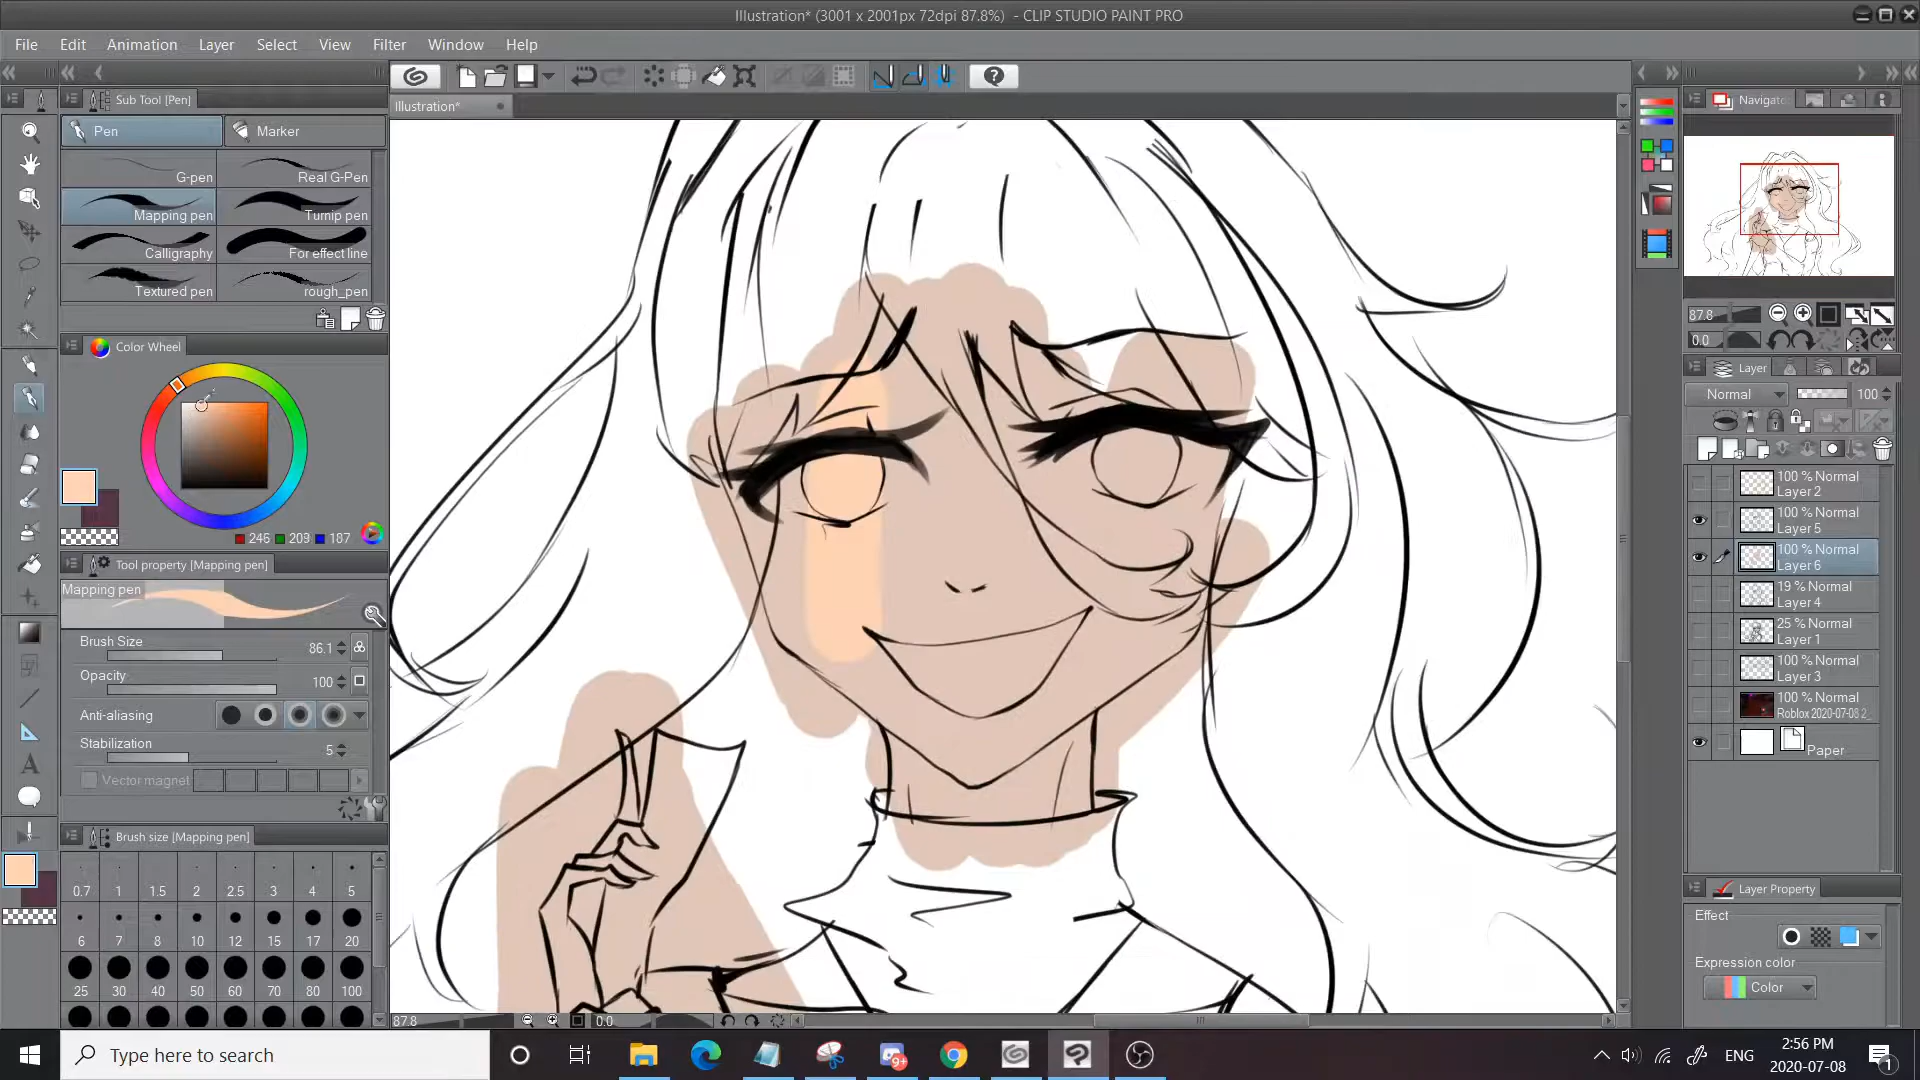 Illustration* (3001 x 2001px 72dpi 87.8%) - CLIP STUDIO PAINT PRO
File Edit Animation Layer Select View Filter Window Help
Sub Tool [Pen]
Illustration*
Navigato
Pen Marker
G-pen Real G-Pen
Mapping pen Turnip pen
Calligraphy For effect line
Textured pen rough_pen
Color Wheel
246 209 187
Tool property [Mapping pen]
Mapping pen
Brush Size 86.1
Opacity 100
Anti-aliasing
Stabilization 5
Vector magnet
Brush size [Mapping pen]
0.7 1 1.5 2 2.5 3 4 5
6 7 8 10 12 15 17 20
25 30 40 50 60 70 80 100
87.8 0.0
87.8
0.0
Layer
Normal 100
100 % Normal
Layer 2
100 % Normal
Layer 5
100 % Normal
Layer 6
19 % Normal
Layer 4
25 % Normal
Layer 1
100 % Normal
Layer 3
100 % Normal
Roblox 2020-07-08 2_
Paper
Layer Property
Effect
Expression color
Color
Type here to search
9+
ENG
2:56 PM
2020-07-08
1